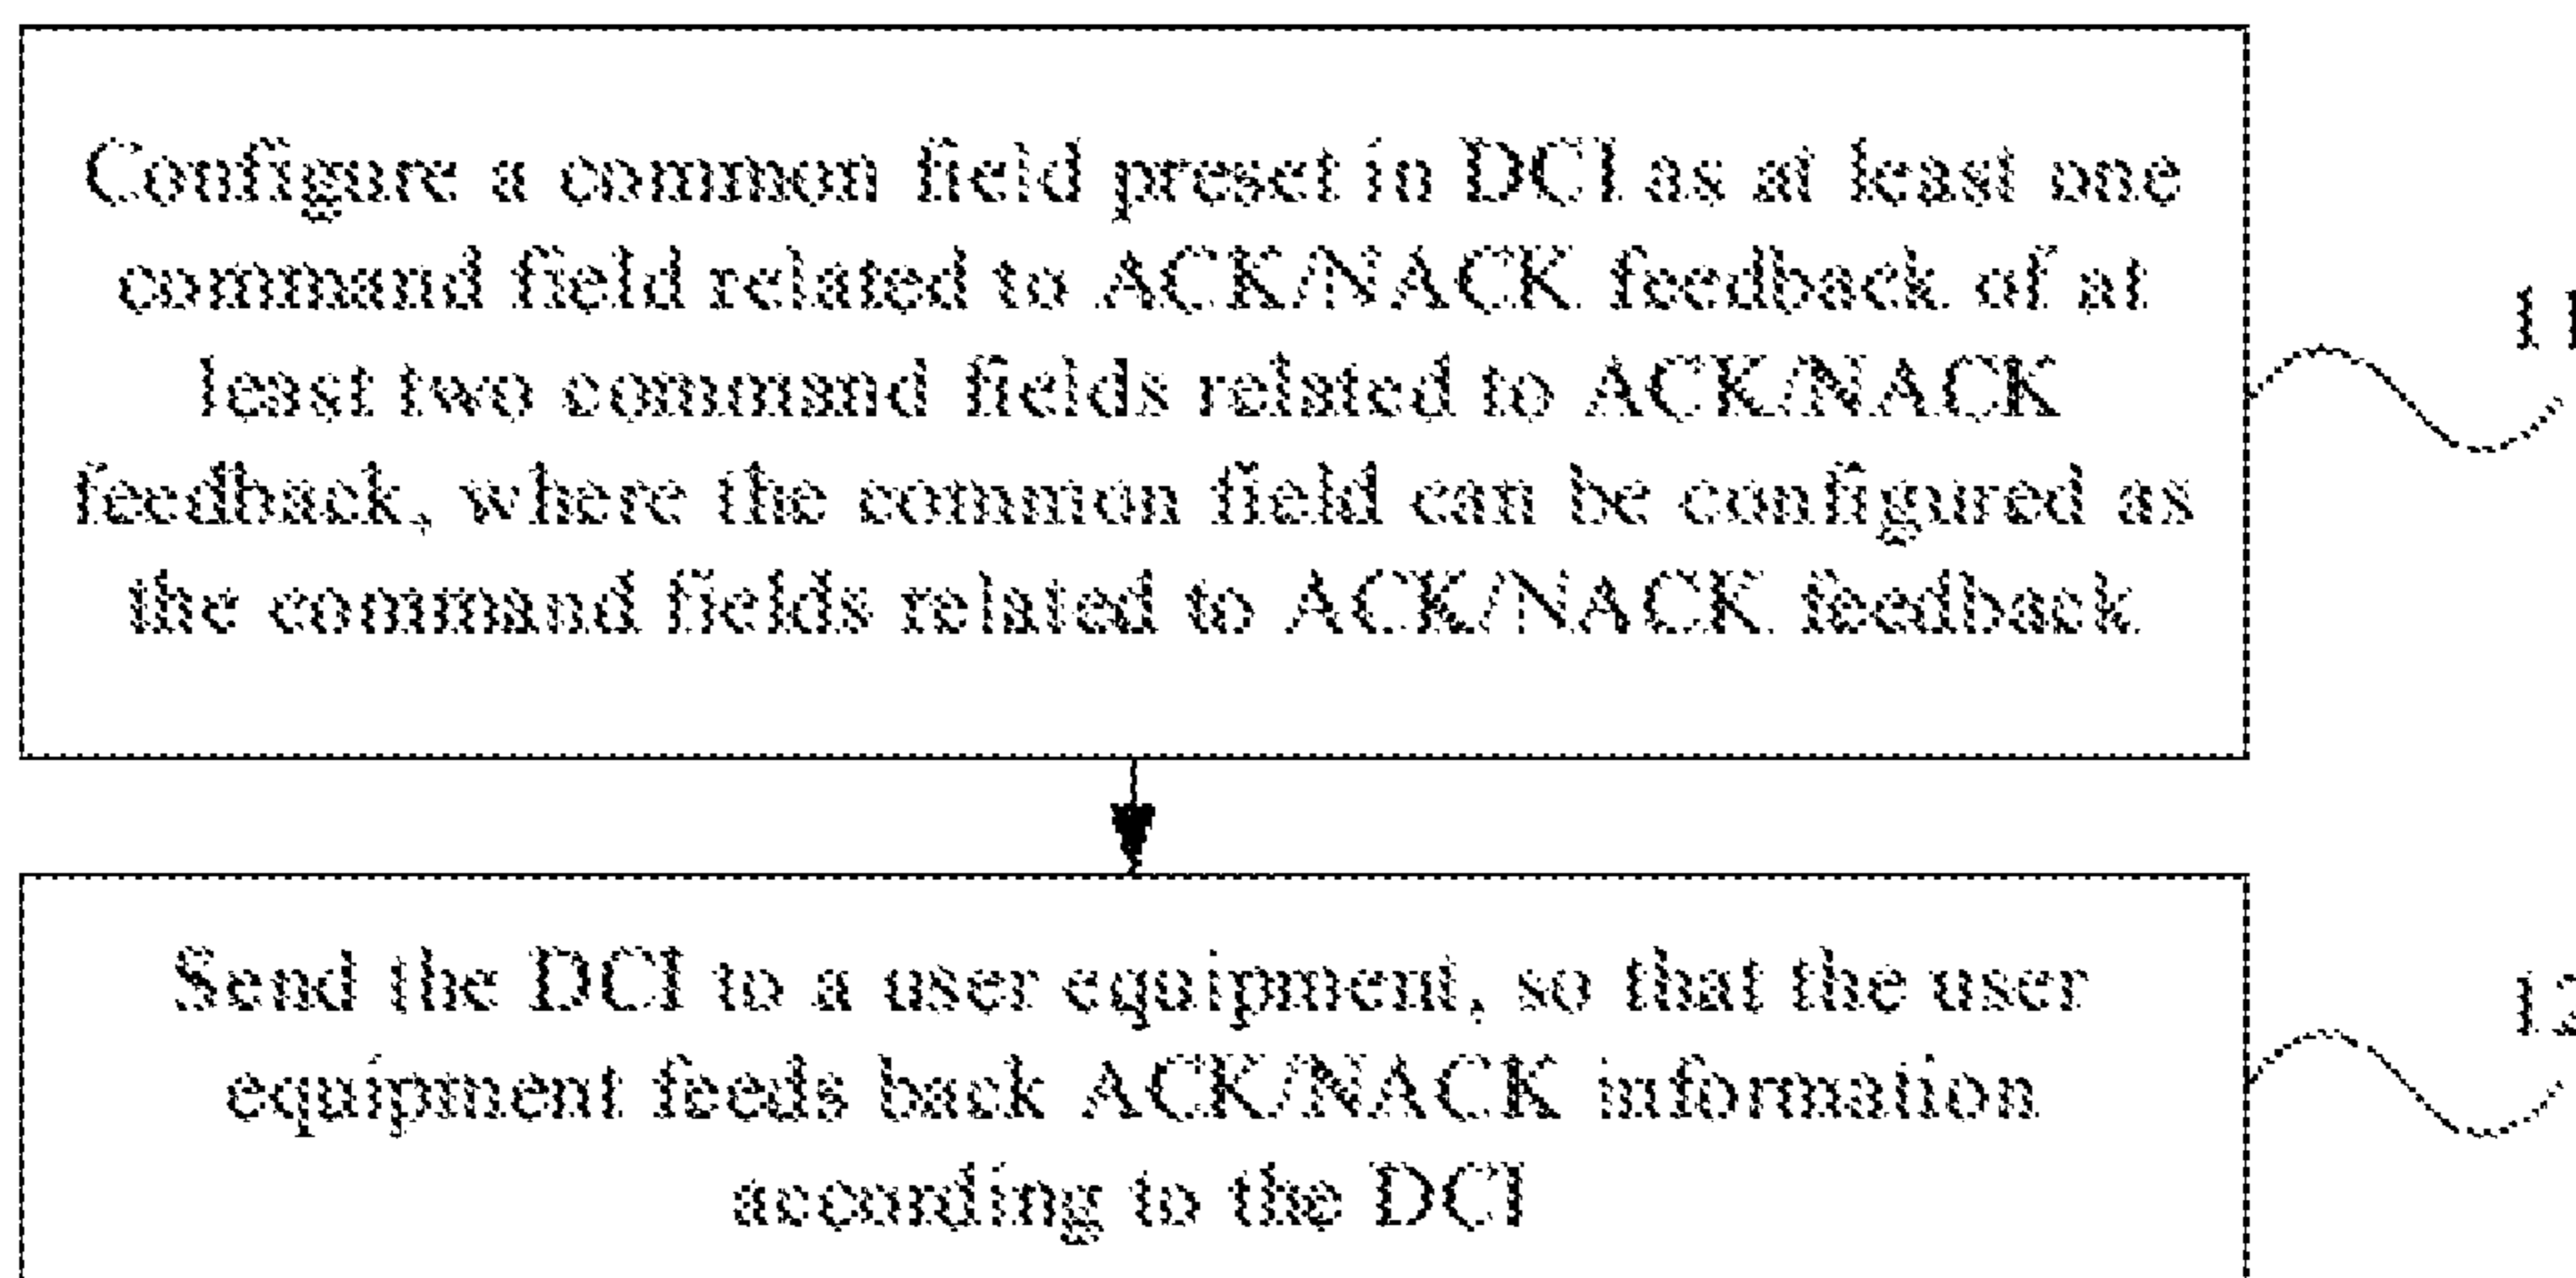 Configure a common field preset in DCI as at least one
command field related to ACK/NACK feedback of at
least two command fields related to ACK/NACK
feedback, where the common field can be configured as
the command fields related to ACK/NACK feedback
11
Send the DCI to a user equipment, so that the user
equipment feeds back ACK/NACK information
according to the DCI
12